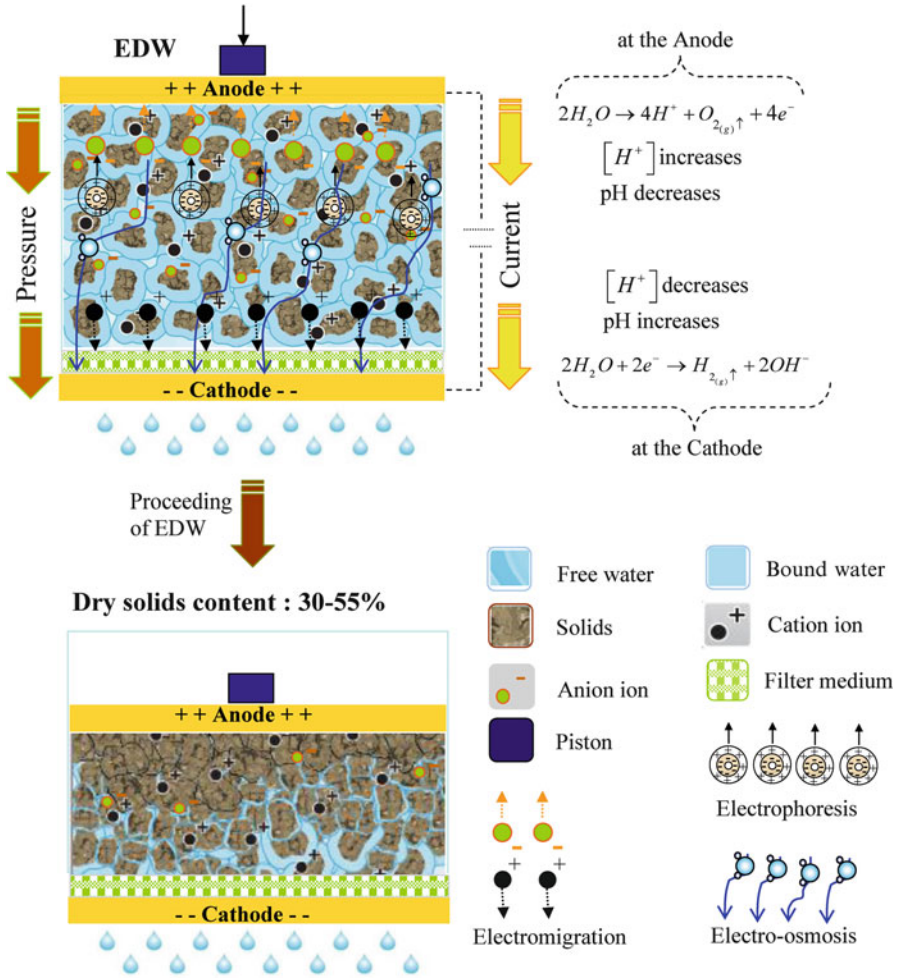 EDW
+ + Anode + +
Pressure
Current
- - Cathode - -
at the Anode
2H₂O → 4H⁺ + O₂₍g₎↑ + 4e⁻
[H⁺] increases
pH decreases
[H⁺] decreases
pH increases
2H₂O + 2e⁻ → H₂₍g₎↑ + 2OH⁻
at the Cathode
Proceeding
of EDW
Dry solids content : 30-55%
+ + Anode + +
- - Cathode - -
Free water
Bound water
Solids
Cation ion
Anion ion
Filter medium
Piston
Electrophoresis
Electromigration
Electro-osmosis